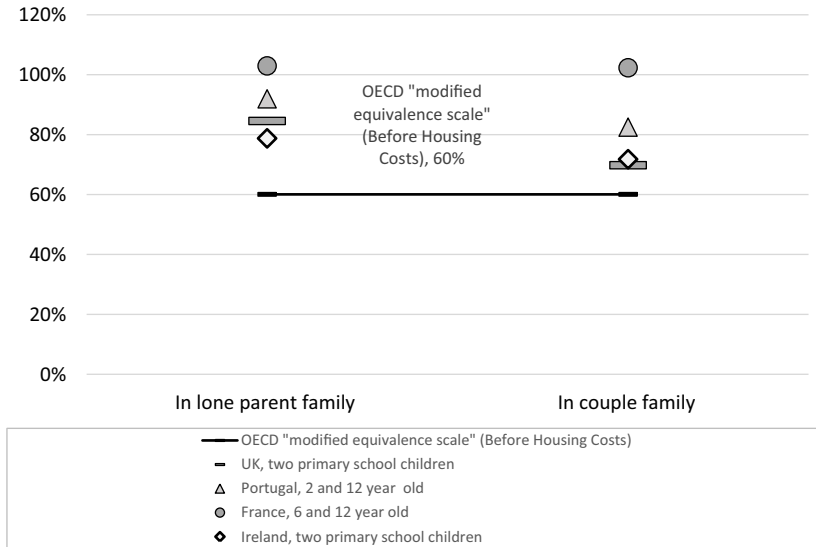 120%
100%
80%
60%
40%
20%
0%
OECD "modified
equivalence scale"
(Before Housing
Costs), 60%
In lone parent family
In couple family
OECD "modified equivalence scale" (Before Housing Costs)
UK, two primary school children
Portugal, 2 and 12 year old
France, 6 and 12 year old
Ireland, two primary school children